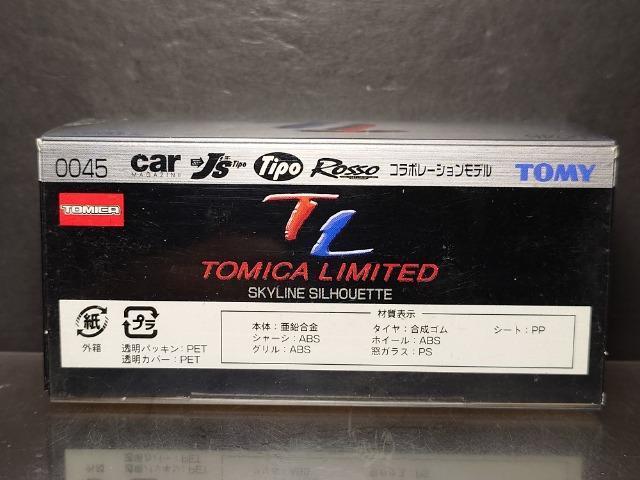 0045 car MAGAZINE J's Tipo Tipo Rosso コラボレーションモデル TOMY
TOMICA
TL
TOMICA LIMITED
SKYLINE SILHOUETTE
紙
外箱
プラ
透明パッキン:PET
透明カバー:PET
材質表示
本体:亜鉛合金 タイヤ:合成ゴム シート:PP
シャーシ:ABS ホイール:ABS
グリル:ABS 窓ガラス:PS